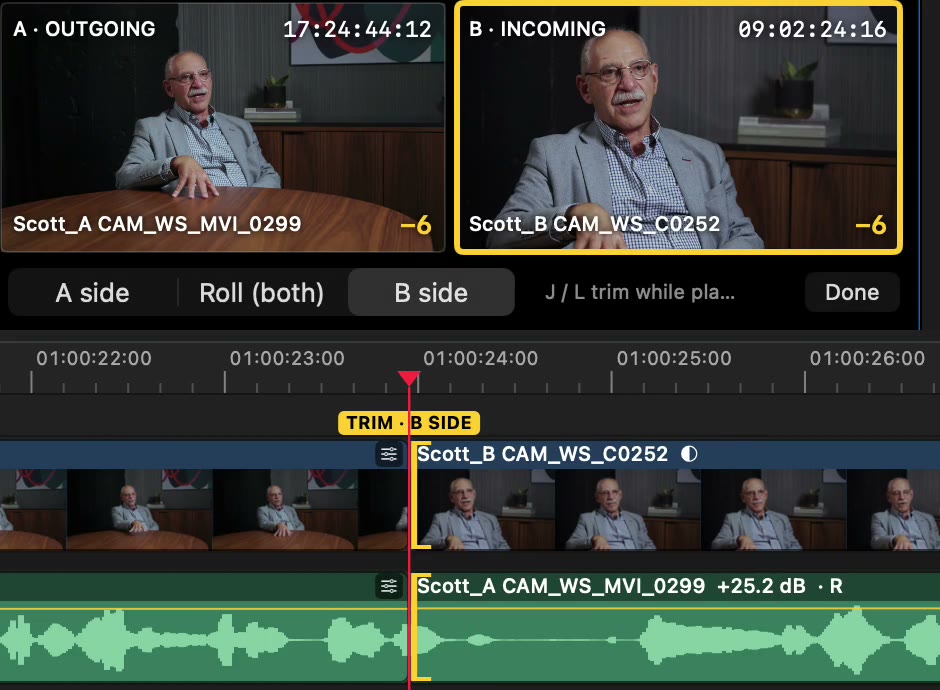 A · OUTGOING
17:24:44:12
Scott_A CAM_WS_MVI_0299
−6
B · INCOMING
09:02:24:16
Scott_B CAM_WS_C0252
−6
A side
Roll (both)
B side
J / L trim while pla...
Done
01:00:22:00
01:00:23:00
01:00:24:00
01:00:25:00
01:00:26:00
TRIM · B SIDE
Scott_B CAM_WS_C0252
Scott_A CAM_WS_MVI_0299 +25.2 dB · R